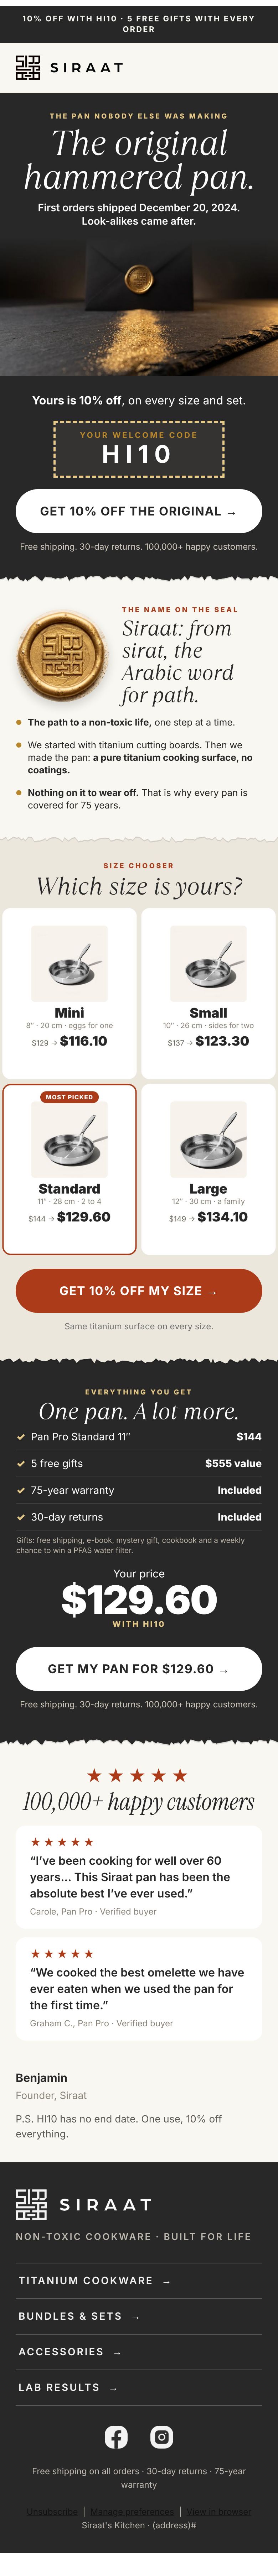 10% OFF WITH HI10 · 5 FREE GIFTS WITH EVERY
ORDER
SIRAAT
THE PAN NOBODY ELSE WAS MAKING
The original
hammered pan.
First orders shipped December 20, 2024.
Look-alikes came after.
Yours is 10% off, on every size and set.
YOUR WELCOME CODE
HI10
GET 10% OFF THE ORIGINAL →
Free shipping. 30-day returns. 100,000+ happy customers.
THE NAME ON THE SEAL
Siraat: from
sirat, the
Arabic word
for path.
The path to a non-toxic life, one step at a time.
We started with titanium cutting boards. Then we
made the pan: a pure titanium cooking surface, no
coatings.
Nothing on it to wear off. That is why every pan is
covered for 75 years.
SIZE CHOOSER
Which size is yours?
Mini
8" · 20 cm · eggs for one
$129 → $116.10
Small
10" · 26 cm · sides for two
$137 → $123.30
MOST PICKED
Standard
11" · 28 cm · 2 to 4
$144 → $129.60
Large
12" · 30 cm · a family
$149 → $134.10
GET 10% OFF MY SIZE →
Same titanium surface on every size.
EVERYTHING YOU GET
One pan. A lot more.
✓ Pan Pro Standard 11" $144
✓ 5 free gifts $555 value
✓ 75-year warranty Included
✓ 30-day returns Included
Gifts: free shipping, e-book, mystery gift, cookbook and a weekly
chance to win a PFAS water filter.
Your price
$129.60
WITH HI10
GET MY PAN FOR $129.60 →
Free shipping. 30-day returns. 100,000+ happy customers.
★★★★★
100,000+ happy customers
★★★★★
“I’ve been cooking for well over 60
years... This Siraat pan has been the
absolute best I’ve ever used.”
Carole, Pan Pro · Verified buyer
★★★★★
“We cooked the best omelette we have
ever eaten when we used the pan for
the first time.”
Graham C., Pan Pro · Verified buyer
Benjamin
Founder, Siraat
P.S. HI10 has no end date. One use, 10% off
everything.
SIRAAT
NON-TOXIC COOKWARE · BUILT FOR LIFE
TITANIUM COOKWARE →
BUNDLES & SETS →
ACCESSORIES →
LAB RESULTS →
Free shipping on all orders · 30-day returns · 75-year
warranty
Unsubscribe | Manage preferences | View in browser
Siraat's Kitchen · (address)#